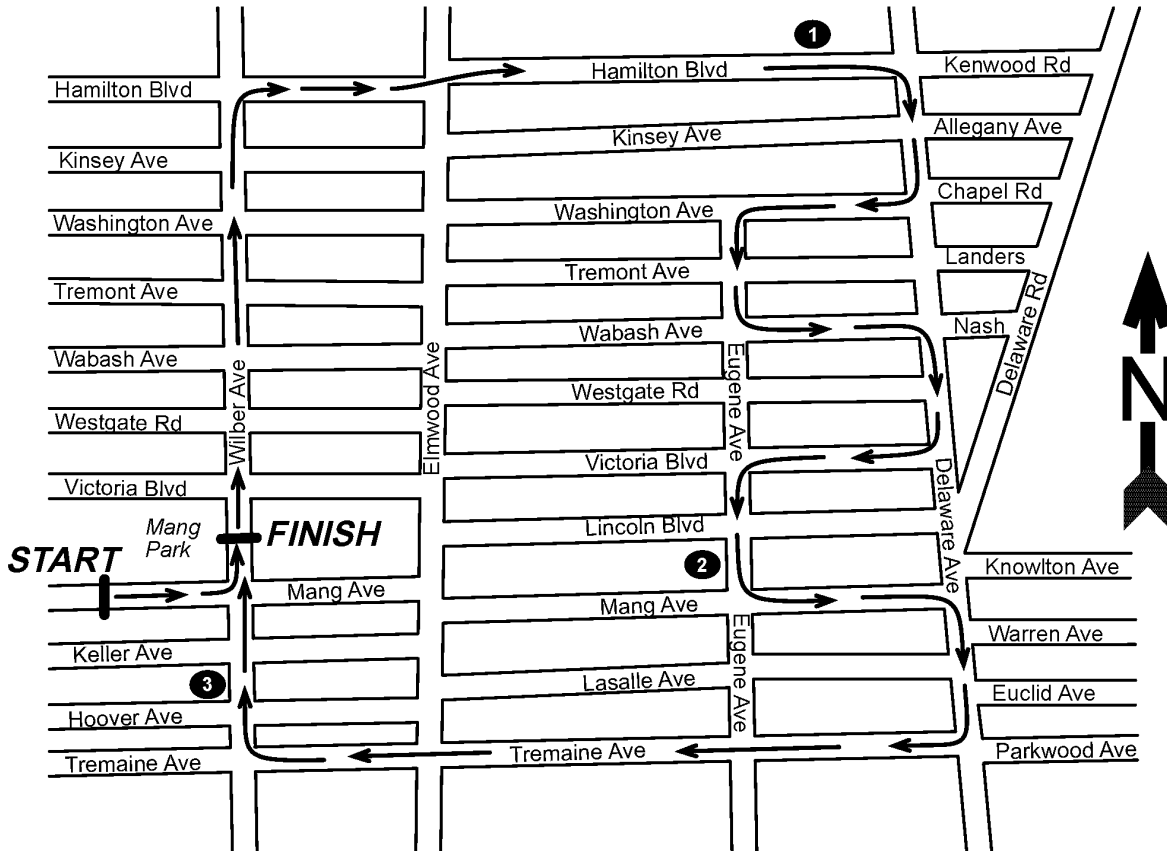 1
Hamilton Blvd
Hamilton Blvd
Kenwood Rd
Kinsey Ave
Kinsey Ave
Allegany Ave
Washington Ave
Washington Ave
Chapel Rd
Tremont Ave
Tremont Ave
Landers
Wabash Ave
Wabash Ave
Nash
Delaware Rd
Westgate Rd
Westgate Rd
Wilber Ave
Elmwood Ave
Eugene Ave
N
Victoria Blvd
Victoria Blvd
Delaware Ave
Mang
Park
FINISH
Lincoln Blvd
START
2
Mang Ave
Mang Ave
Knowlton Ave
Keller Ave
Eugene Ave
Warren Ave
3
Lasalle Ave
Euclid Ave
Hoover Ave
Tremaine Ave
Tremaine Ave
Parkwood Ave